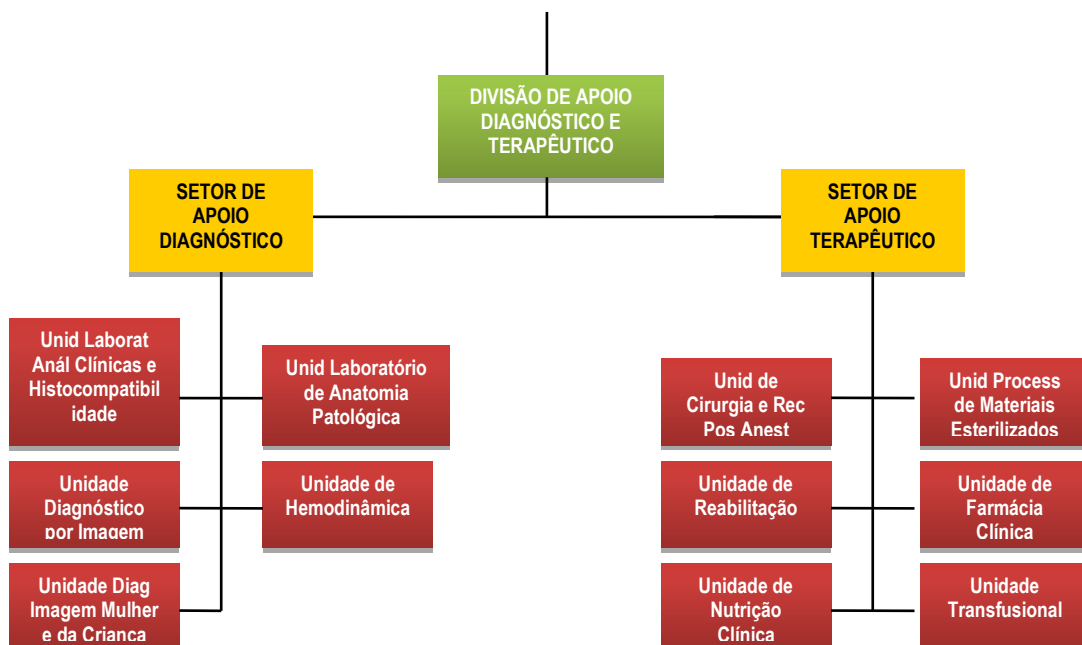 DIVISÃO DE APOIO
DIAGNÓSTICO E
TERAPÊUTICO
SETOR DE
APOIO
DIAGNÓSTICO
SETOR DE
APOIO
TERAPÊUTICO
Unid Laborat
Anál Clínicas e
Histocompatibil
idade
Unid Laboratório
de Anatomia
Patológica
Unidade
Diagnóstico
por Imagem
Unidade de
Hemodinâmica
Unidade Diag
Imagem Mulher
e da Criança
Unid de
Cirurgia e Rec
Pos Anest
Unid Process
de Materiais
Esterilizados
Unidade de
Reabilitação
Unidade de
Farmácia
Clínica
Unidade de
Nutrição
Clínica
Unidade
Transfusional